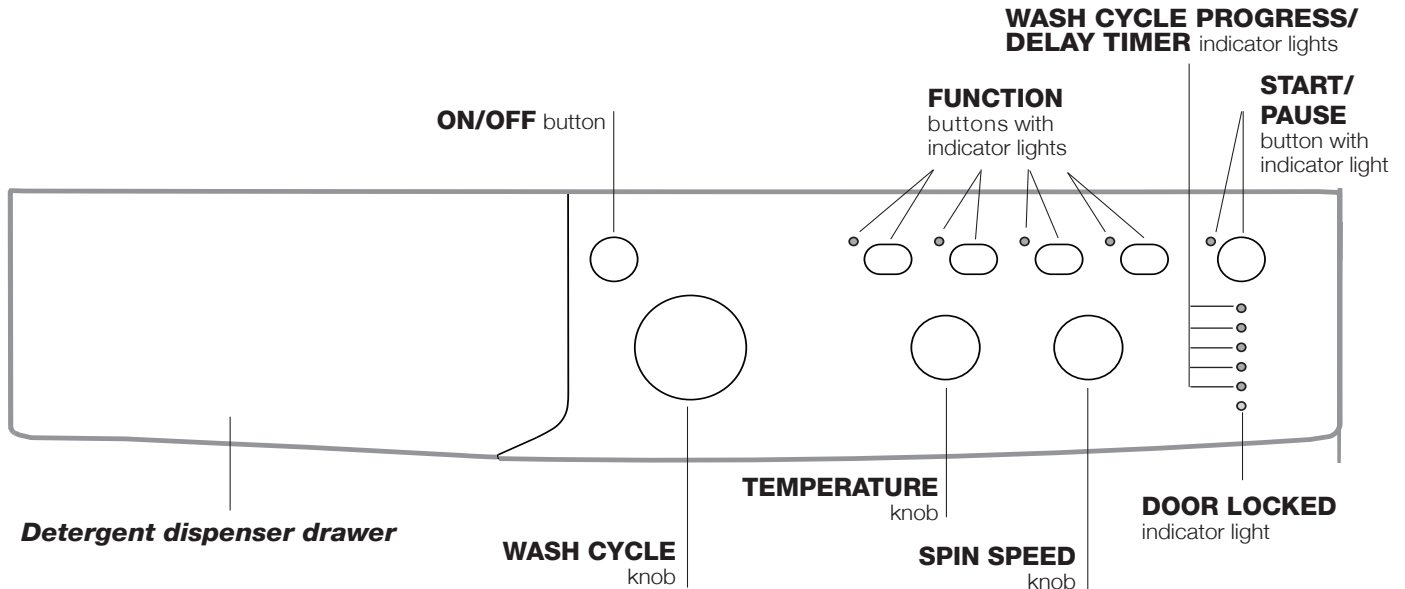 WASH CYCLE PROGRESS/
DELAY TIMER indicator lights
START/
PAUSE
button with
indicator light
FUNCTION
buttons with
indicator lights
ON/OFF button
TEMPERATURE
knob
DOOR LOCKED
indicator light
Detergent dispenser drawer
WASH CYCLE
knob
SPIN SPEED
knob